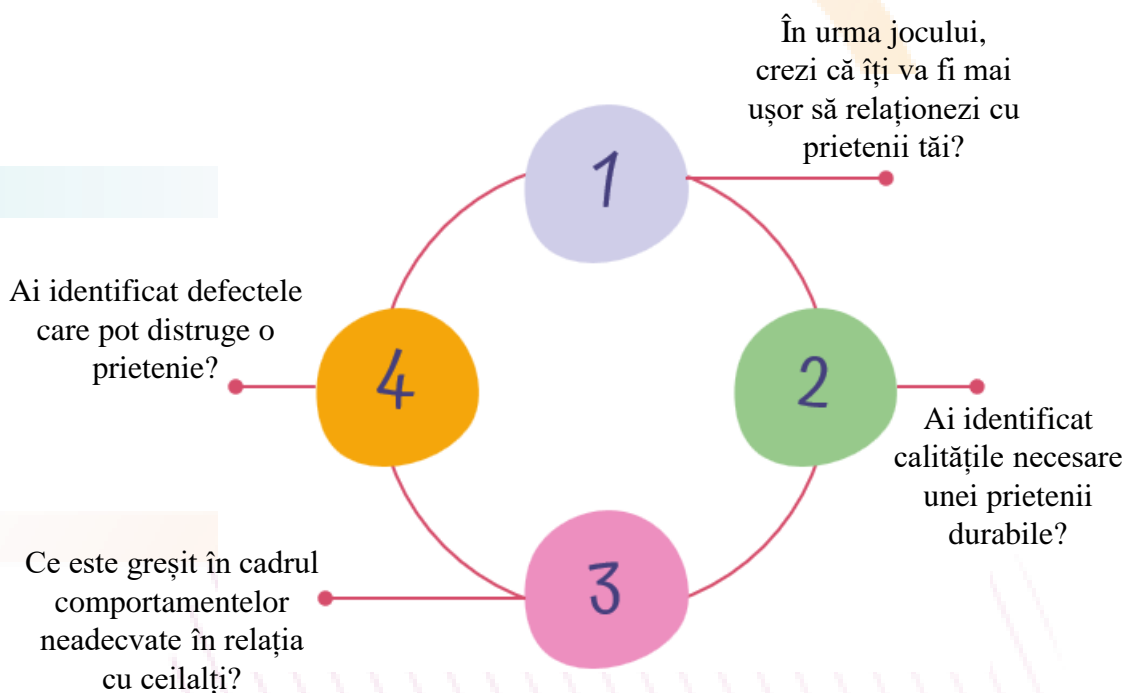 În urma jocului,
crezi că îți va fi mai
ușor să relaționezi cu
prietenii tăi?
1
Ai identificat
calitățile necesare
unei prietenii
durabile?
2
Ce este greșit în cadrul
comportamentelor
neadecvate în relația
cu ceilalți?
3
Ai identificat defectele
care pot distruge o
prietenie?
4